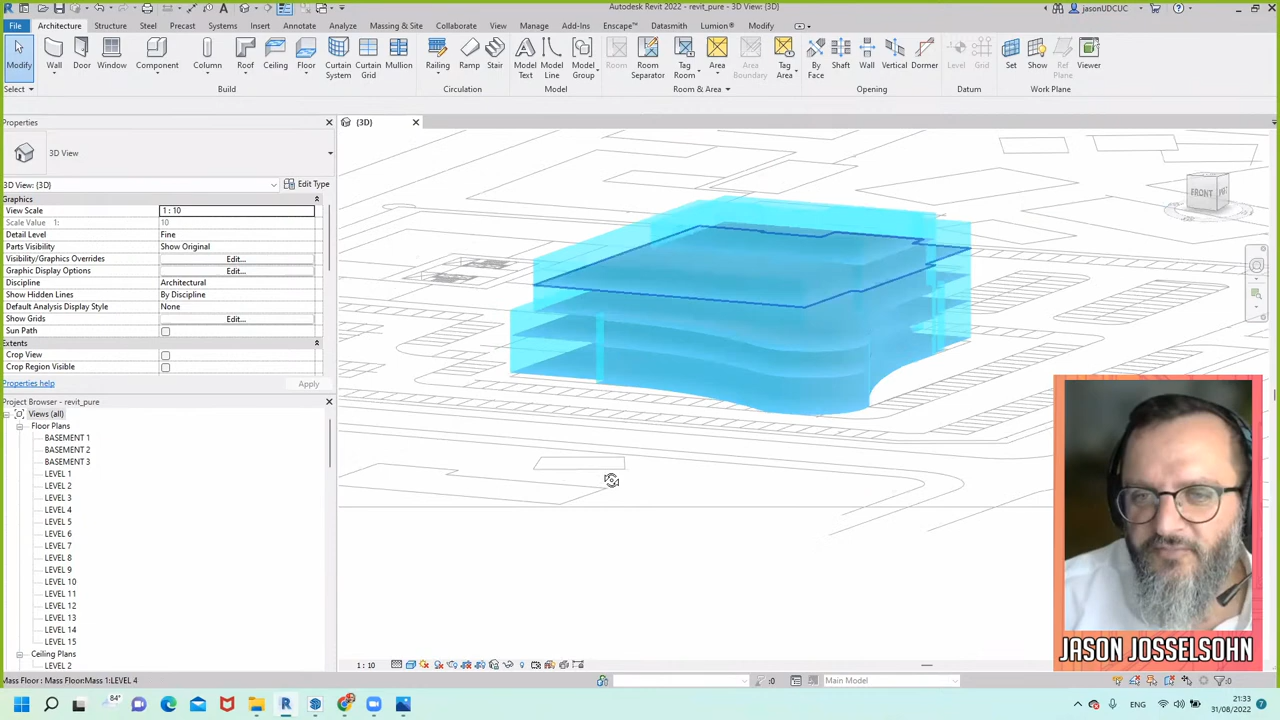 Autodesk Revit 2022 - revit_pure - 3D View: {3D}
jasonUDCUC
File Architecture Structure Steel Precast Systems Insert Annotate Analyze Massing & Site Collaborate View Manage Add-Ins Enscape™ Datasmith Lumion® Modify
Modify Wall Door Window Component Column Roof Ceiling Floor Curtain System Curtain Grid Mullion Railing Ramp Stair Model Text Model Line Model Group Room Room Separator Tag Room Area Area Boundary Tag Area By Face Shaft Wall Vertical Dormer Level Grid Set Show Ref Plane Viewer
Select Build Circulation Model Room & Area Opening Datum Work Plane
Properties
{3D}
3D View
3D View: {3D}
Edit Type
Graphics
View Scale 1 : 10
Scale Value 1: 10
Detail Level Fine
Parts Visibility Show Original
Visibility/Graphics Overrides Edit...
Graphic Display Options Edit...
Discipline Architectural
Show Hidden Lines By Discipline
Default Analysis Display Style None
Show Grids Edit...
Sun Path
Extents
Crop View
Crop Region Visible
Properties help
Apply
Project Browser - revit_pure
Views (all)
Floor Plans
BASEMENT 1
BASEMENT 2
BASEMENT 3
LEVEL 1
LEVEL 2
LEVEL 3
LEVEL 4
LEVEL 5
LEVEL 6
LEVEL 7
LEVEL 8
LEVEL 9
LEVEL 10
LEVEL 11
LEVEL 12
LEVEL 13
LEVEL 14
LEVEL 15
Ceiling Plans
LEVEL 2
FRONT
JASON JOSSELSOHN
1 : 10
Mass Floor : Mass Floor:Mass 1:LEVEL 4
:0
Main Model
:0
84°
ENG
21:33
31/08/2022